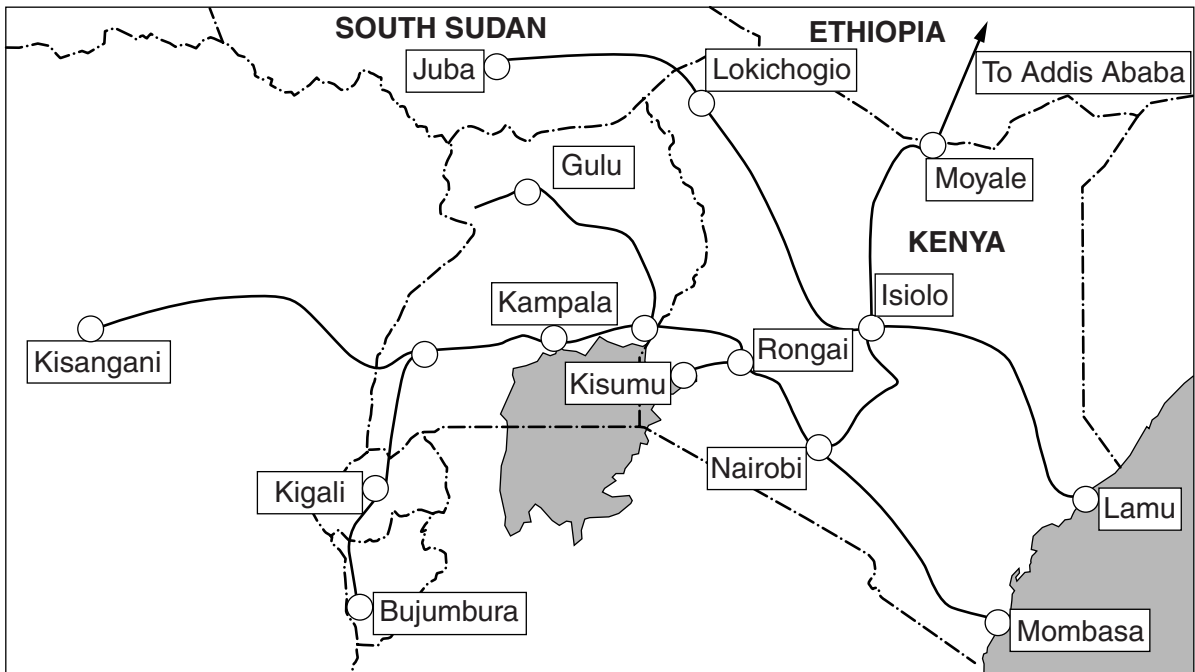 SOUTH SUDAN
ETHIOPIA
Juba
Lokichogio
To Addis Ababa
Gulu
Moyale
KENYA
Kampala
Isiolo
Kisangani
Kisumu
Rongai
Nairobi
Kigali
Lamu
Bujumbura
Mombasa